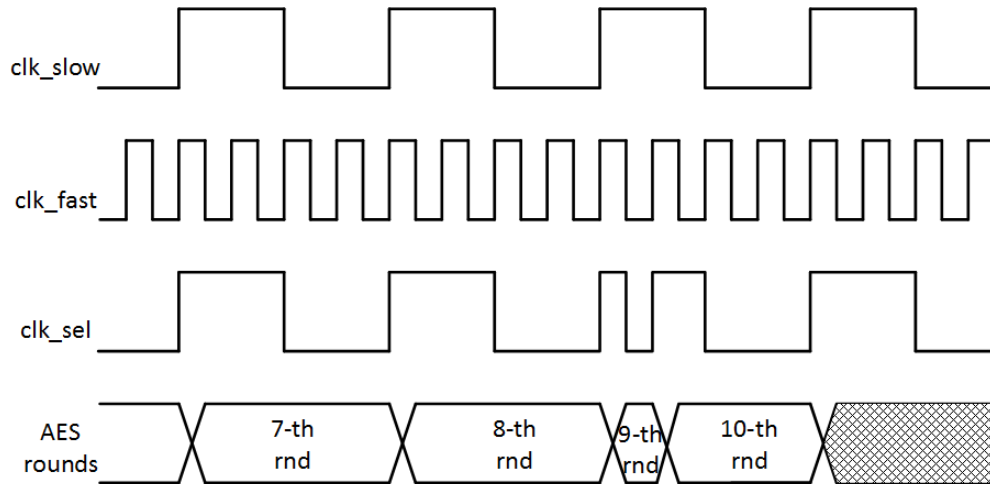 clk_slow
clk_fast
clk_sel
AES
rounds
7-th
rnd
8-th
rnd
9-th
rnd
10-th
rnd